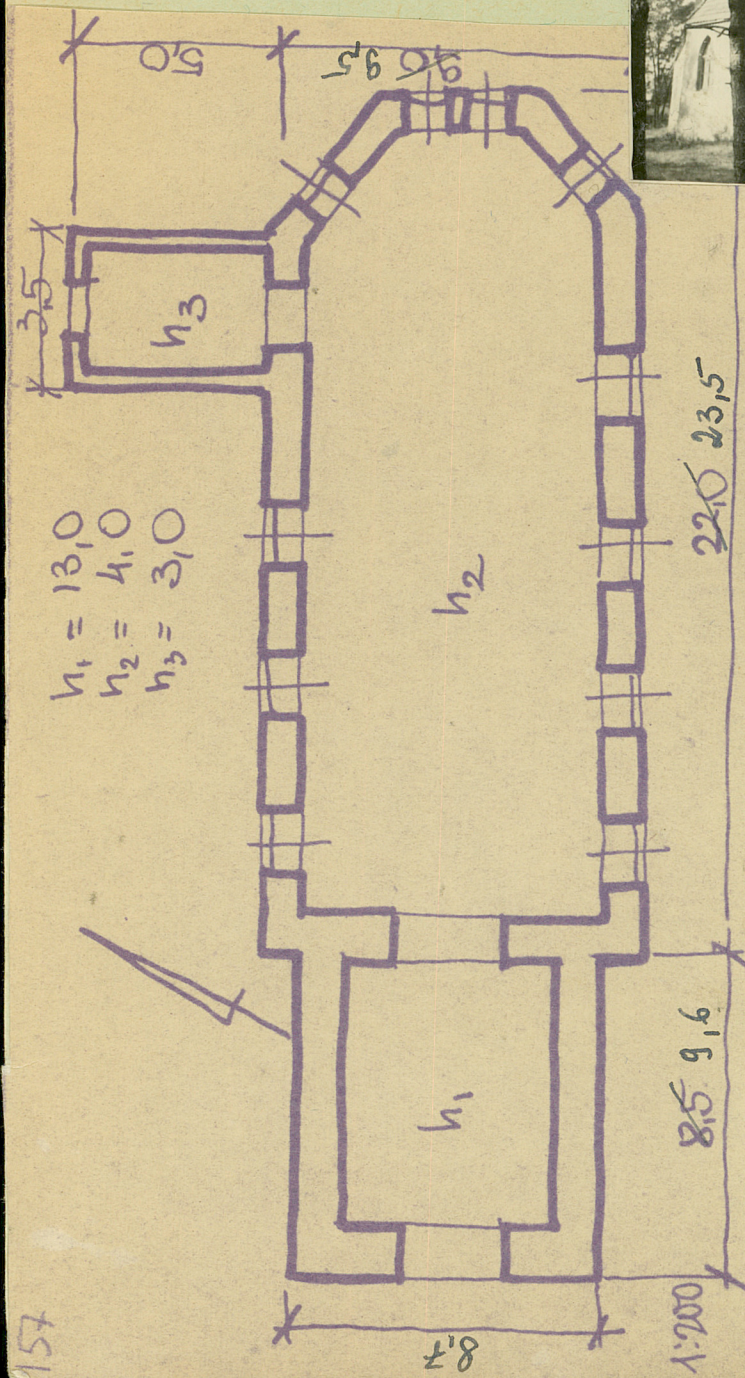 157
5,0
9,0 9,5
3,5
h₃
h₁ = 13,0
h₂ = 4,0
h₃ = 3,0
h₂
22,0 23,5
h₁
8,5 9,6
8,7
1:200